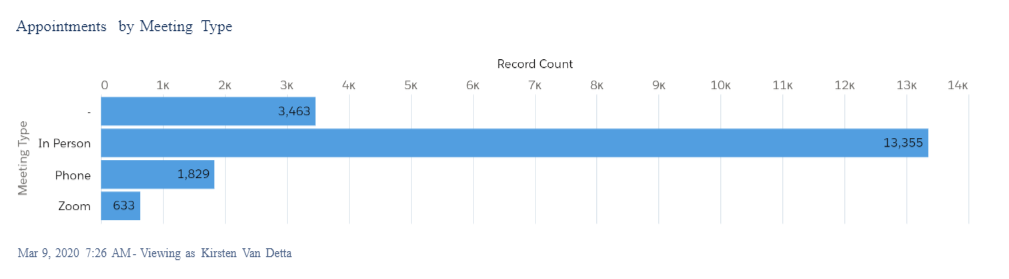 Appointments by Meeting Type
Record Count
0 1K 2K 3K 4K 5K 6K 7K 8K 9K 10K 11K 12K 13K 14K
Meeting Type
- 3,463
In Person 13,355
Phone 1,829
Zoom 633
Mar 9, 2020 7:26 AM - Viewing as Kirsten Van Detta